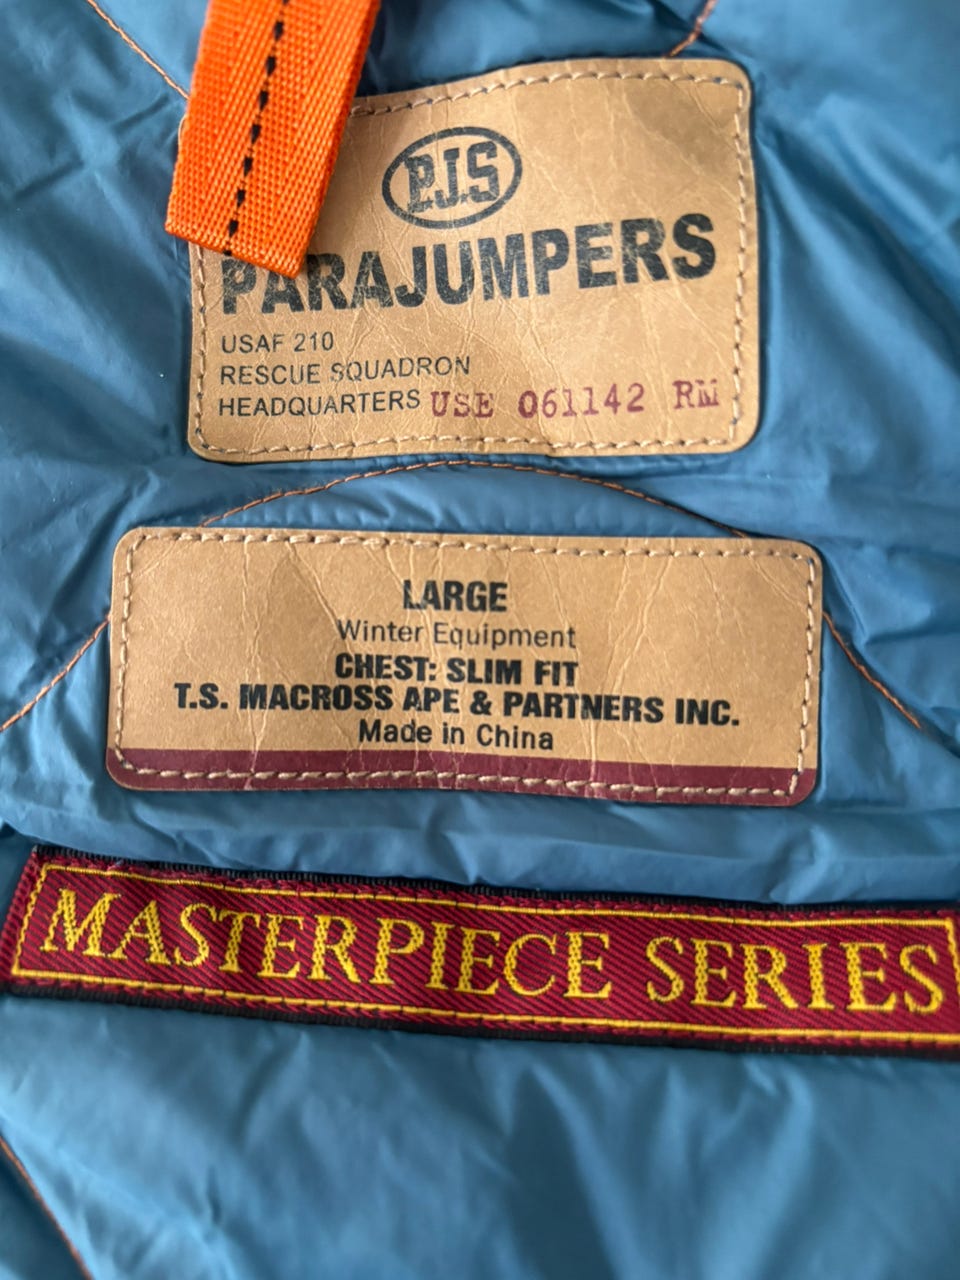 P.J.S
PARAJUMPERS
USAF 210
RESCUE SQUADRON
HEADQUARTERS USE 061142 RM
LARGE
Winter Equipment
CHEST: SLIM FIT
T.S. MACROSS APE & PARTNERS INC.
Made in China
MASTERPIECE SERIES